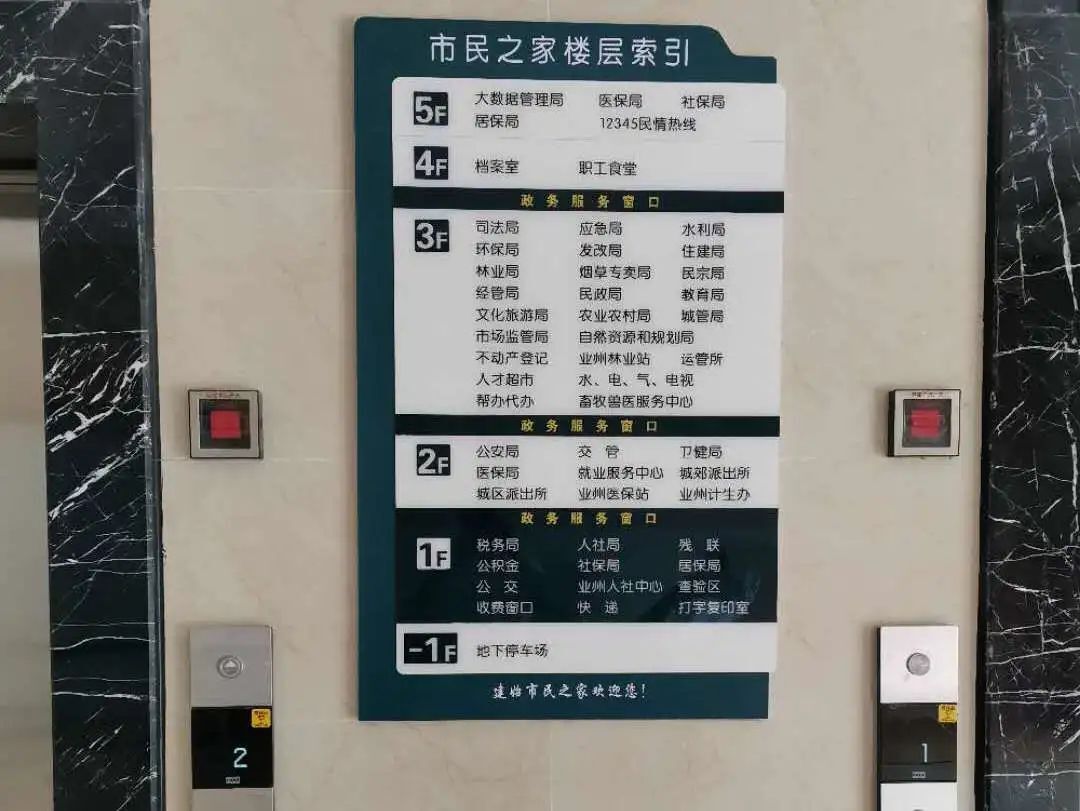 市民之家楼层索引
5F 大数据管理局 医保局 社保局
居保局 12345民情热线
4F 档案室 职工食堂
政务服务窗口
3F 司法局 应急局 水利局
环保局 发改局 住建局
林业局 烟草专卖局 民宗局
经管局 民政局 教育局
文化旅游局 农业农村局 城管局
市场监管局 自然资源和规划局
不动产登记 业州林业站 运管所
人才超市 水、电、气、电视
帮办代办 畜牧兽医服务中心
政务服务窗口
2F 公安局 交管 卫健局
医保局 就业服务中心 城郊派出所
城区派出所 业州医保站 业州计生办
政务服务窗口
1F 税务局 人社局 残联
公积金 社保局 居保局
公交 业州人社中心 查验区
收费窗口 快递 打字复印室
-1F 地下停车场
建始市民之家欢迎您!
2
1